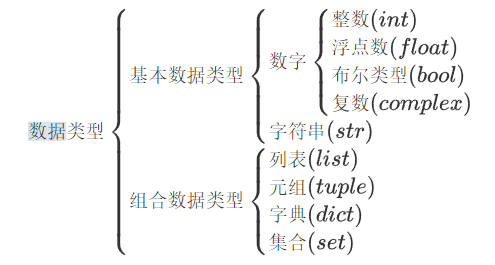 整数(int)
浮点数(float)
数字
布尔类型(bool)
基本数据类型
复数(complex)
数据类型
字符串(str)
列表(list)
元组(tuple)
组合数据类型
字典(dict)
集合(set)